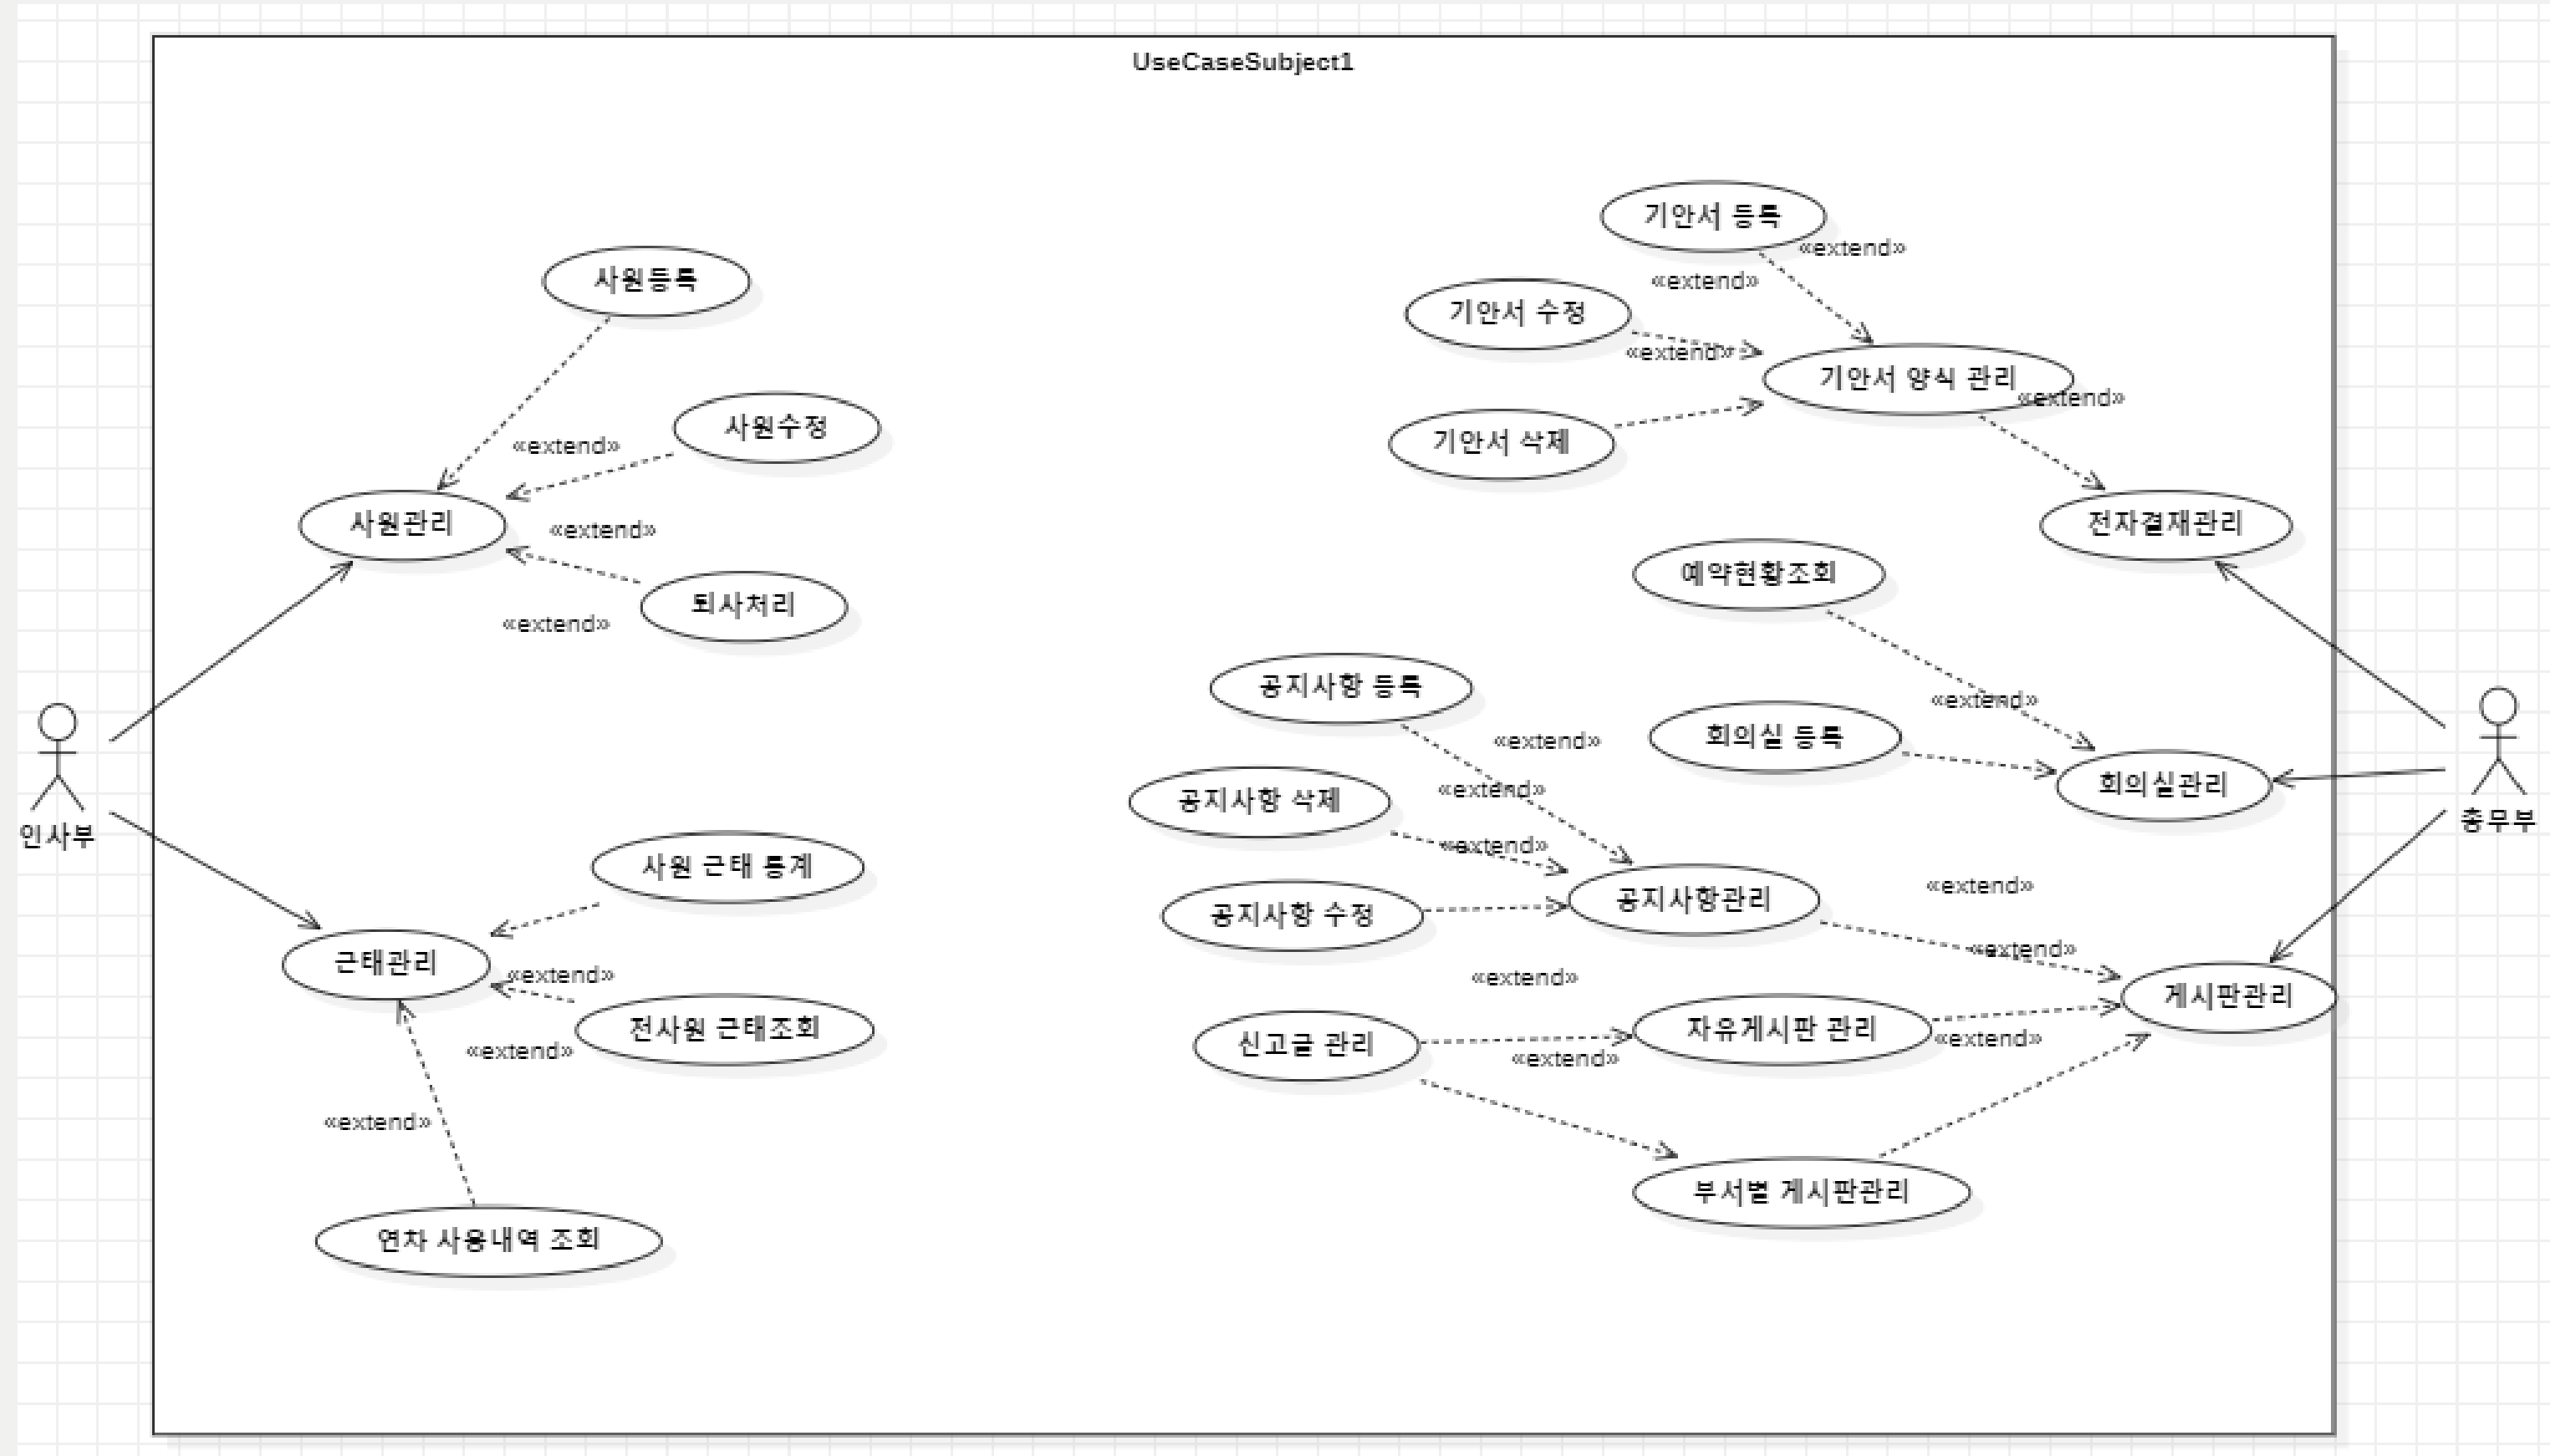 UseCaseSubject1
기안서 등록
«extend»
사원등록
«extend»
기안서 수정
«extend»
기안서 양식 관리
«extend»
사원수정
기안서 삭제
«extend»
사원관리
전자결재관리
«extend»
예약현황조회
퇴사처리
«extend»
공지사항 등록
«extend»
회의실 등록
«extend»
회의실관리
«extend»
공지사항 삭제
인사부
총무부
«extend»
사원 근태 통계
«extend»
공지사항관리
공지사항 수정
«extend»
근태관리
«extend»
«extend»
게시판관리
전사원 근태조회
자유게시판 관리
«extend»
신고글 관리
«extend»
«extend»
«extend»
부서별 게시판관리
연차 사용내역 조회